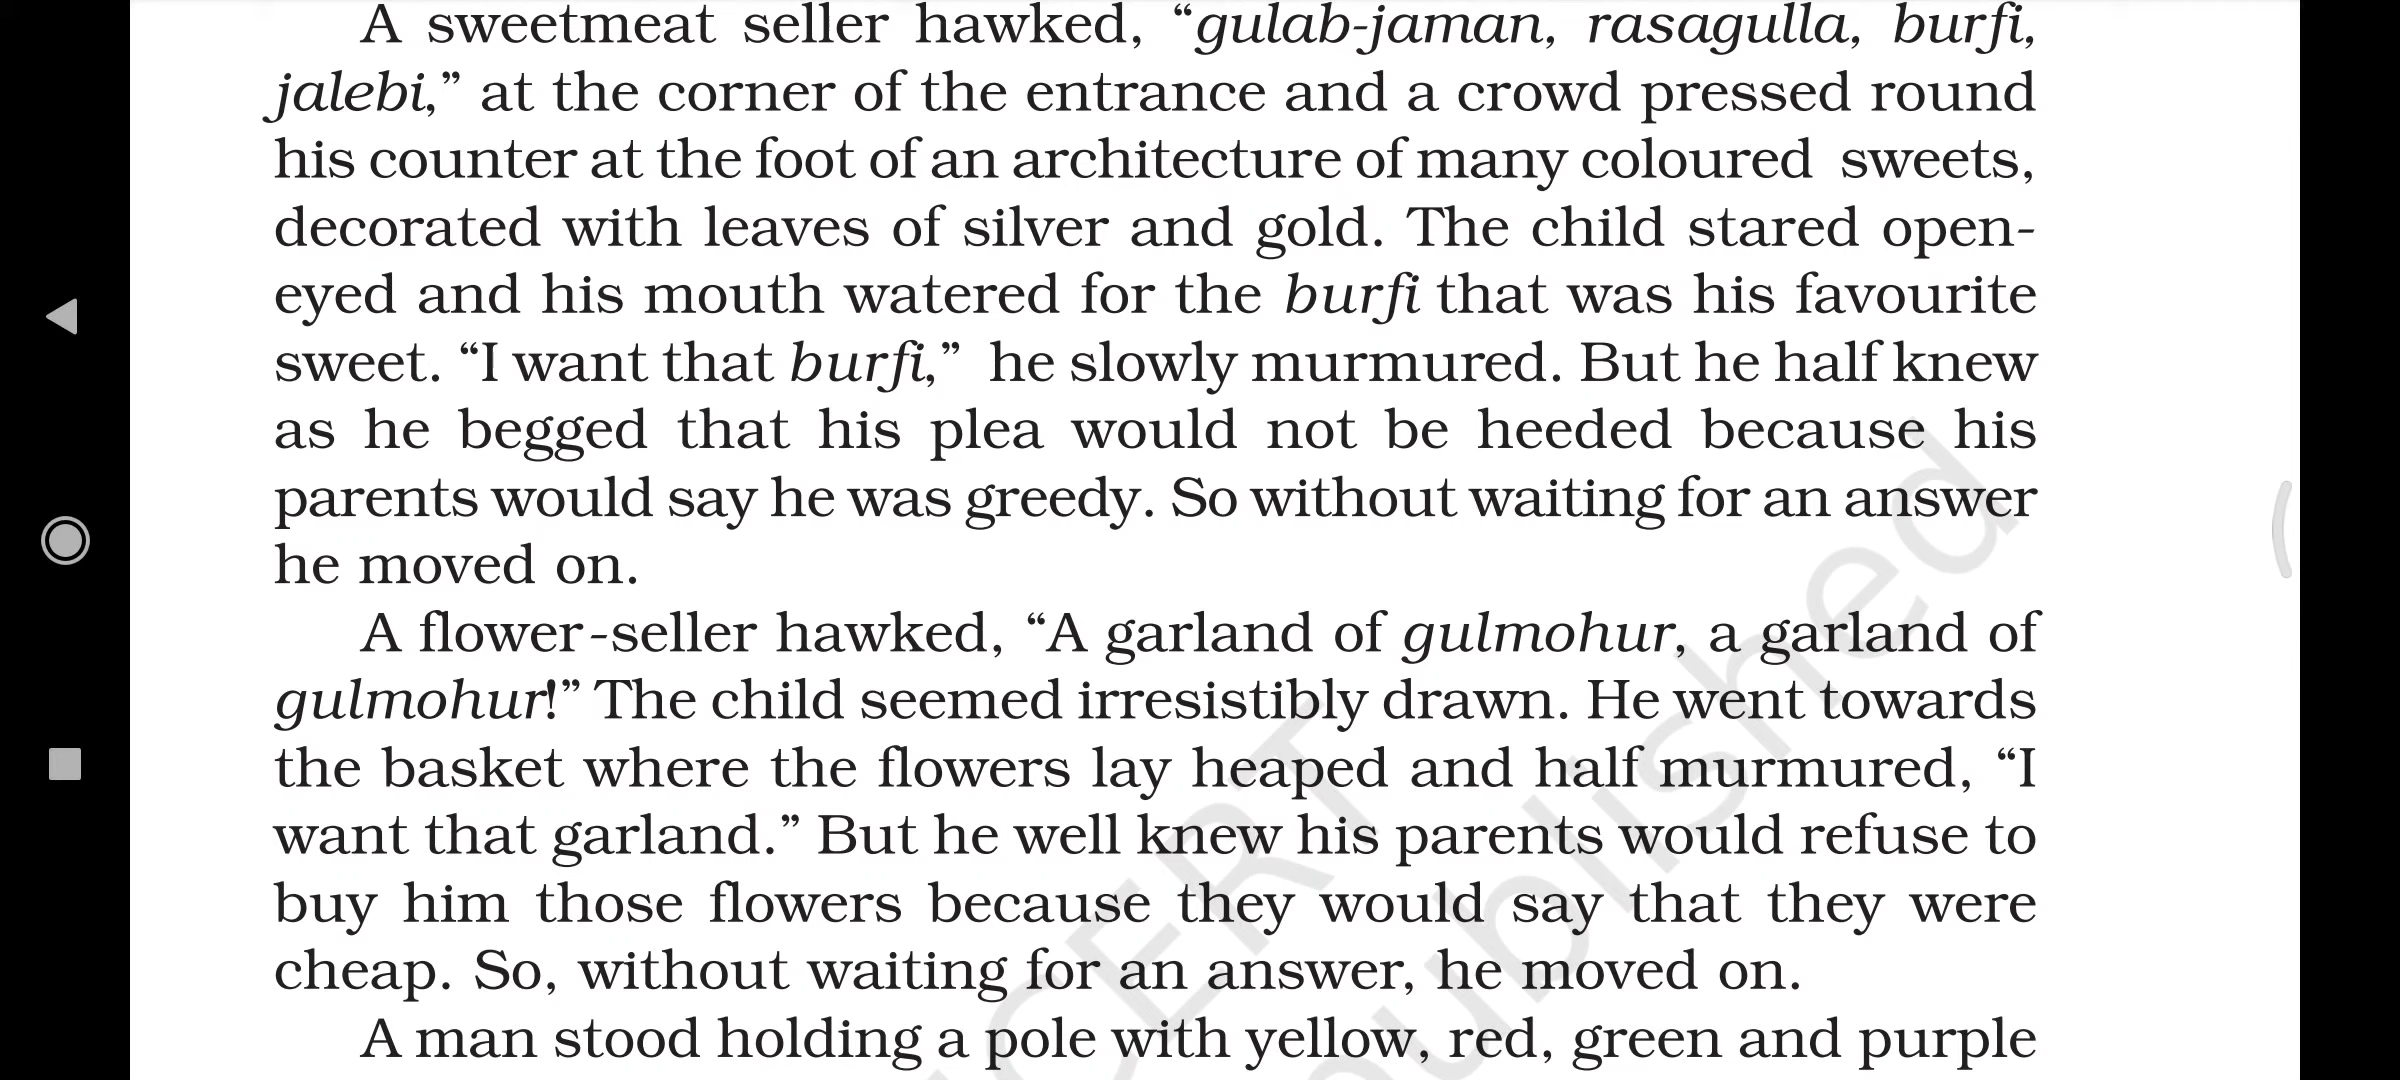 A sweetmeat seller hawked, “gulab-jaman, rasagulla, burfi,
jalebi,” at the corner of the entrance and a crowd pressed round
his counter at the foot of an architecture of many coloured sweets,
decorated with leaves of silver and gold. The child stared open-
eyed and his mouth watered for the burfi that was his favourite
sweet. “I want that burfi,” he slowly murmured. But he half knew
as he begged that his plea would not be heeded because his
parents would say he was greedy. So without waiting for an answer
he moved on.
A flower-seller hawked, “A garland of gulmohur, a garland of
gulmohur!” The child seemed irresistibly drawn. He went towards
the basket where the flowers lay heaped and half murmured, “I
want that garland.” But he well knew his parents would refuse to
buy him those flowers because they would say that they were
cheap. So, without waiting for an answer, he moved on.
A man stood holding a pole with yellow, red, green and purple